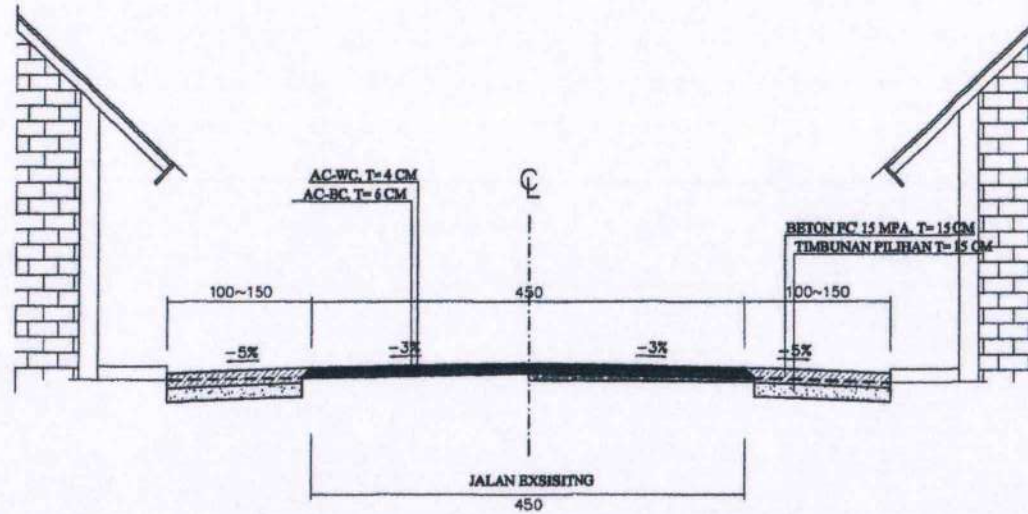 AC-WC, T= 4 CM
AC-BC, T= 6 CM
CL
BETON FC' 15 MPA, T= 15 CM
TIMBUNAN PILIHAN T= 15 CM
100~150
450
100~150
-5%
-3%
-3%
-5%
JALAN EXSISITNG
450